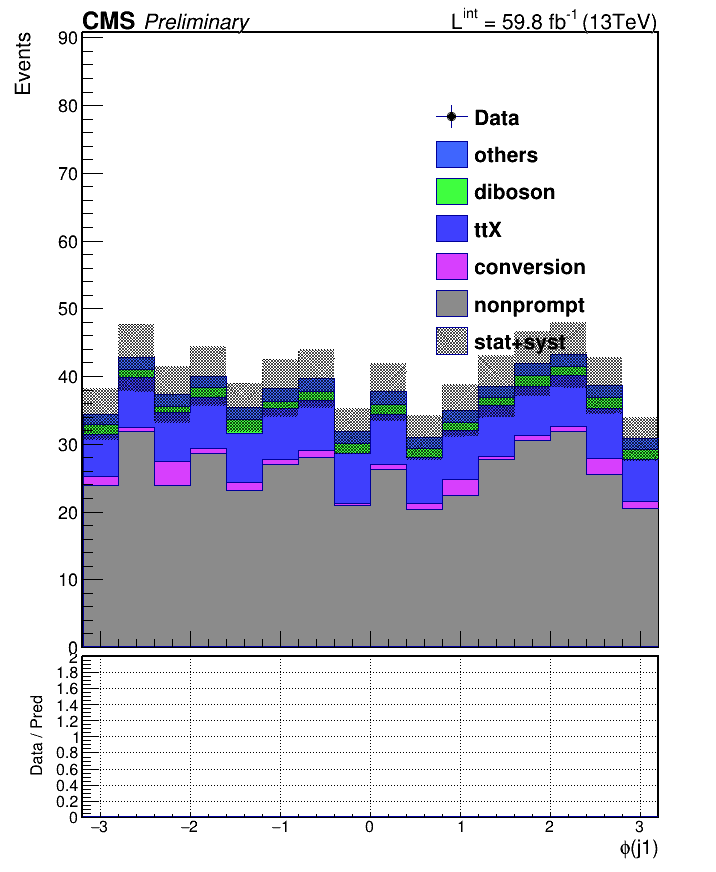 CMS Preliminary L^int = 59.8 fb^-1 (13TeV)
Events
90
80
70
60
50
40
30
20
10
0
Data
others
diboson
ttX
conversion
nonprompt
stat+syst
Data / Pred
2
1.8
1.6
1.4
1.2
1
0.8
0.6
0.4
0.2
0
−3 −2 −1 0 1 2 3
ϕ(j1)